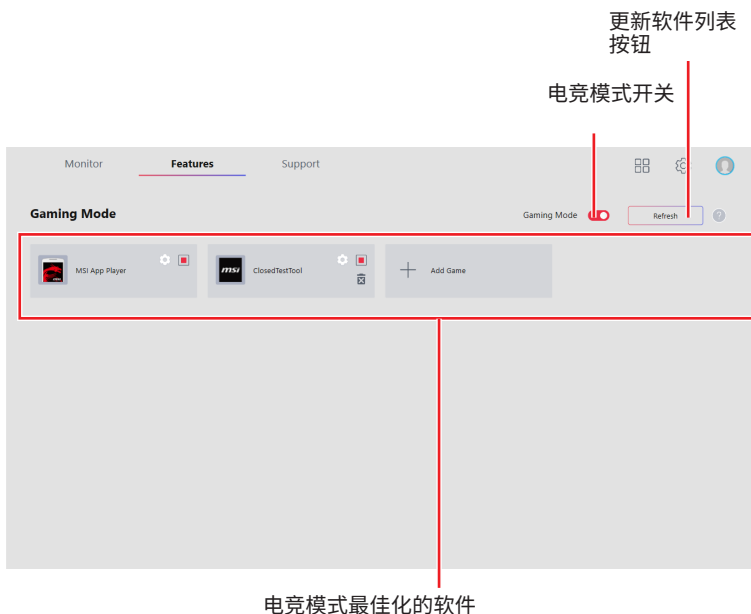 更新软件列表
按钮
电竞模式开关
Monitor Features Support
Gaming Mode
Gaming Mode Refresh ?
MSI App Player
msi ClosedTestTool
Add Game
电竞模式最佳化的软件